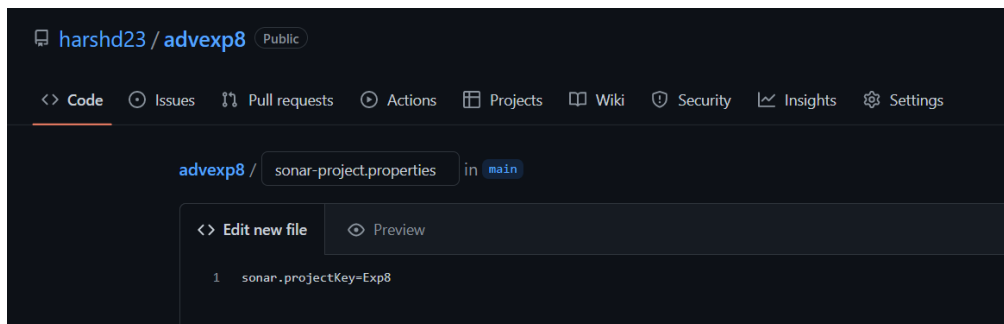 harshd23 / advexp8 Public
<> Code Issues Pull requests Actions Projects Wiki Security Insights Settings
advexp8 / sonar-project.properties in main
<> Edit new file Preview
1 sonar.projectKey=Exp8